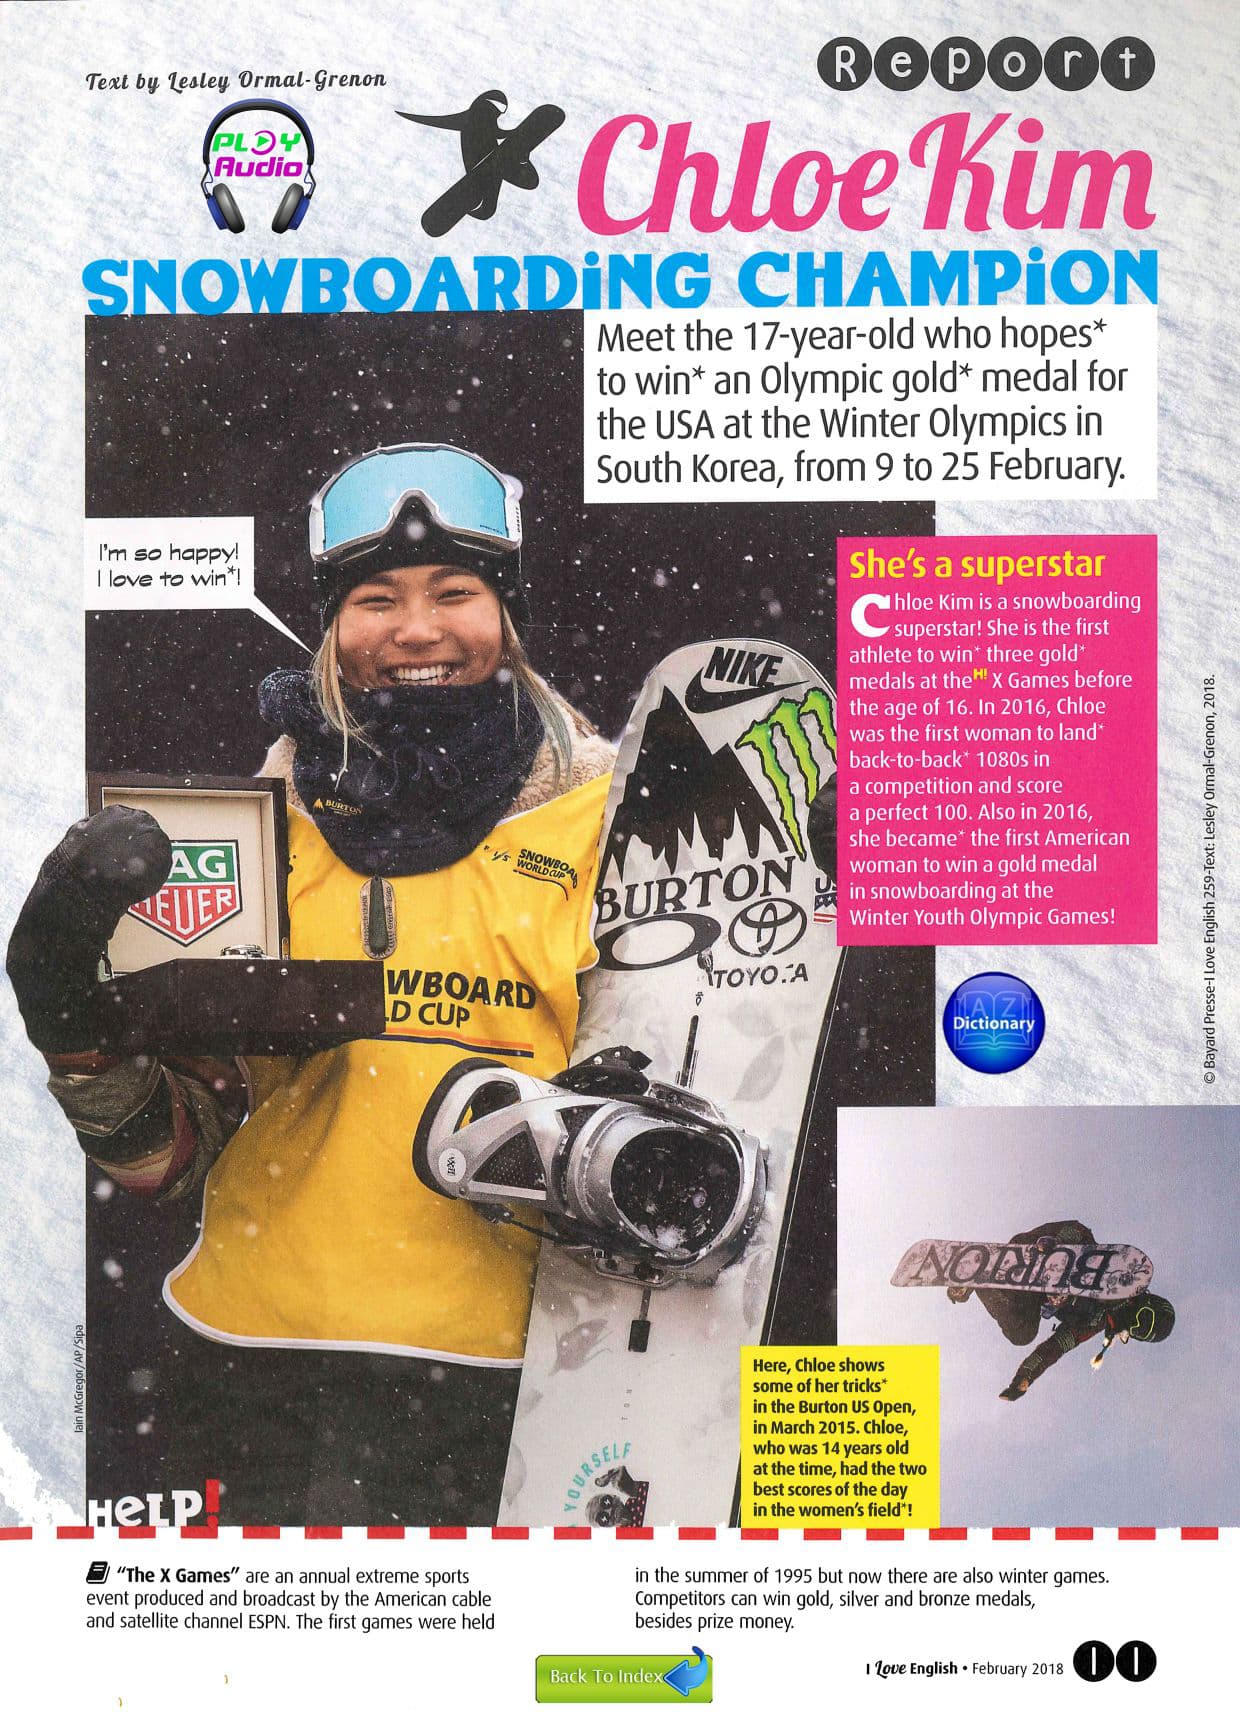 Text by Lesley Ormal-Grenon
Report
PLAY
Audio
Chloe Kim
SNOWBOARDiNG CHAMPiON
Meet the 17-year-old who hopes*
to win* an Olympic gold* medal for
the USA at the Winter Olympics in
South Korea, from 9 to 25 February.
I'm so happy!
I love to win*!
She's a superstar
Chloe Kim is a snowboarding
superstar! She is the first
athlete to win* three gold*
medals at the H! X Games before
the age of 16. In 2016, Chloe
was the first woman to land*
back-to-back* 1080s in
a competition and score
a perfect 100. Also in 2016,
she became* the first American
woman to win a gold medal
in snowboarding at the
Winter Youth Olympic Games!
NIKE
BURTON
TOYO.A
BURTON
AG
HEUER
SNOWBOA
WORLD CUP
WBOARD
D CUP
A Z
Dictionary
© Bayard Presse-I Love English 259-Text: Lesley Ormal-Grenon, 2018.
BURTON
Here, Chloe shows
some of her tricks*
in the Burton US Open,
in March 2015. Chloe,
who was 14 years old
at the time, had the two
best scores of the day
in the women's field*!
YOURSELF
Iain McGregor/AP/Sipa
HeLP!
"The X Games" are an annual extreme sports
event produced and broadcast by the American cable
and satellite channel ESPN. The first games were held
in the summer of 1995 but now there are also winter games.
Competitors can win gold, silver and bronze medals,
besides prize money.
Back To Index
I Love English • February 2018 11